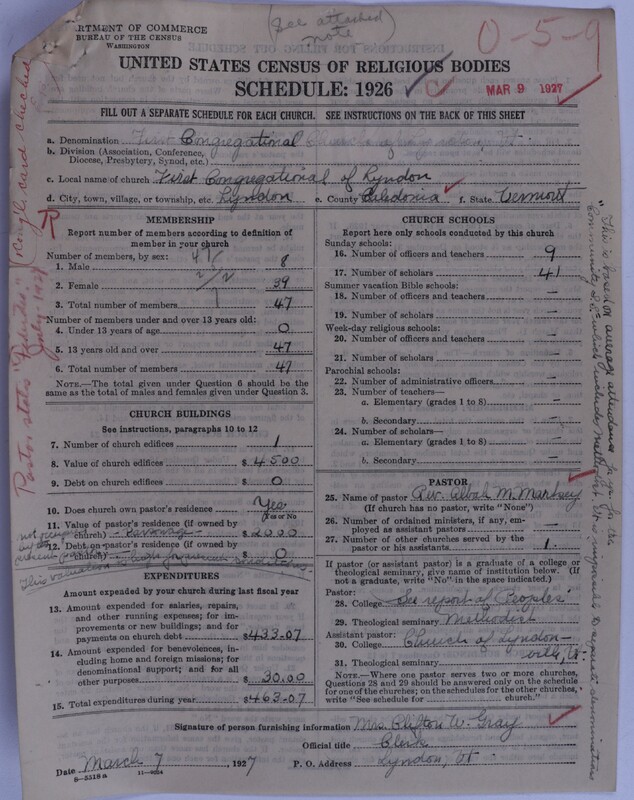 (See attached note)
DEPARTMENT OF COMMERCE
BUREAU OF THE CENSUS
WASHINGTON
0 5-9
UNITED STATES CENSUS OF RELIGIOUS BODIES
SCHEDULE: 1926
MAR 9 1927
FILL OUT A SEPARATE SCHEDULE FOR EACH CHURCH. SEE INSTRUCTIONS ON THE BACK OF THIS SHEET
a. Denomination First Congregational
b. Division (Association, Conference, Diocese, Presbytery, Synod, etc.)
c. Local name of church First Congregational of Lyndon
d. City, town, village, or township, etc. Lyndon e. County Caledonia f. State Vermont
MEMBERSHIP
Report number of members according to definition of member in your church
Number of members, by sex:
1. Male 8
2. Female 39
3. Total number of members 47
Number of members under and over 13 years old:
4. Under 13 years of age 0
5. 13 years old and over 47
6. Total number of members 47
NOTE.—The total given under Question 6 should be the same as the total of males and females given under Question 3.
CHURCH BUILDINGS
See instructions, paragraphs 10 to 12
7. Number of church edifices 1
8. Value of church edifices $ 4500
9. Debt on church edifices $ 0
10. Does church own pastor's residence Yes
Yes or No
11. Value of pastor's residence (if owned by church) $ 2000
12. Debt on pastor's residence (if owned by church) $ 0
EXPENDITURES
Amount expended by your church during last fiscal year
13. Amount expended for salaries, repairs, and other running expenses; for improvements or new buildings; and for payments on church debt $433.07
14. Amount expended for benevolences, including home and foreign missions; for denominational support; and for all other purposes $ 30.00
15. Total expenditures during year $463.07
CHURCH SCHOOLS
Report here only schools conducted by this church
Sunday schools:
16. Number of officers and teachers 9
17. Number of scholars 41
Summer vacation Bible schools:
18. Number of officers and teachers —
19. Number of scholars —
Week-day religious schools:
20. Number of officers and teachers —
21. Number of scholars —
Parochial schools:
22. Number of administrative officers —
23. Number of teachers—
a. Elementary (grades 1 to 8) —
b. Secondary —
24. Number of scholars—
a. Elementary (grades 1 to 8) —
b. Secondary —
PASTOR
25. Name of pastor Rev. Albah M.
(If church has no pastor, write "None")
26. Number of ordained ministers, if any, employed as assistant pastors
27. Number of other churches served by the pastor or his assistants 1.
If pastor (or assistant pastor) is a graduate of a college or theological seminary, give name of institution below. (If not a graduate, write "No" in the space indicated.)
Pastor:
28. College See report of Peoples'
29. Theological seminary Methodist
Assistant pastor:
30. College Church of Lyndon-
31. Theological seminary ville, Vt.
NOTE.—Where one pastor serves two or more churches, Questions 28 and 29 should be answered only on the schedule for one of the churches; on the schedules for the other churches, write "See schedule for church."
Signature of person furnishing information Mrs. Clifton W. Gray
Official title Clerk
Date March 7, 1927 P. O. Address Lyndon, Vt
8-5318 a
Pastor states